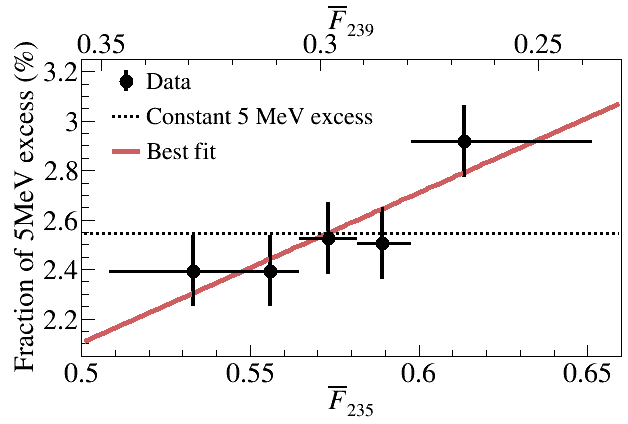 F̅239
0.35 0.3 0.25
Fraction of 5MeV excess (%)
3.2
3
2.8
2.6
2.4
2.2
Data
Constant 5 MeV excess
Best fit
0.5 0.55 0.6 0.65
F̅235